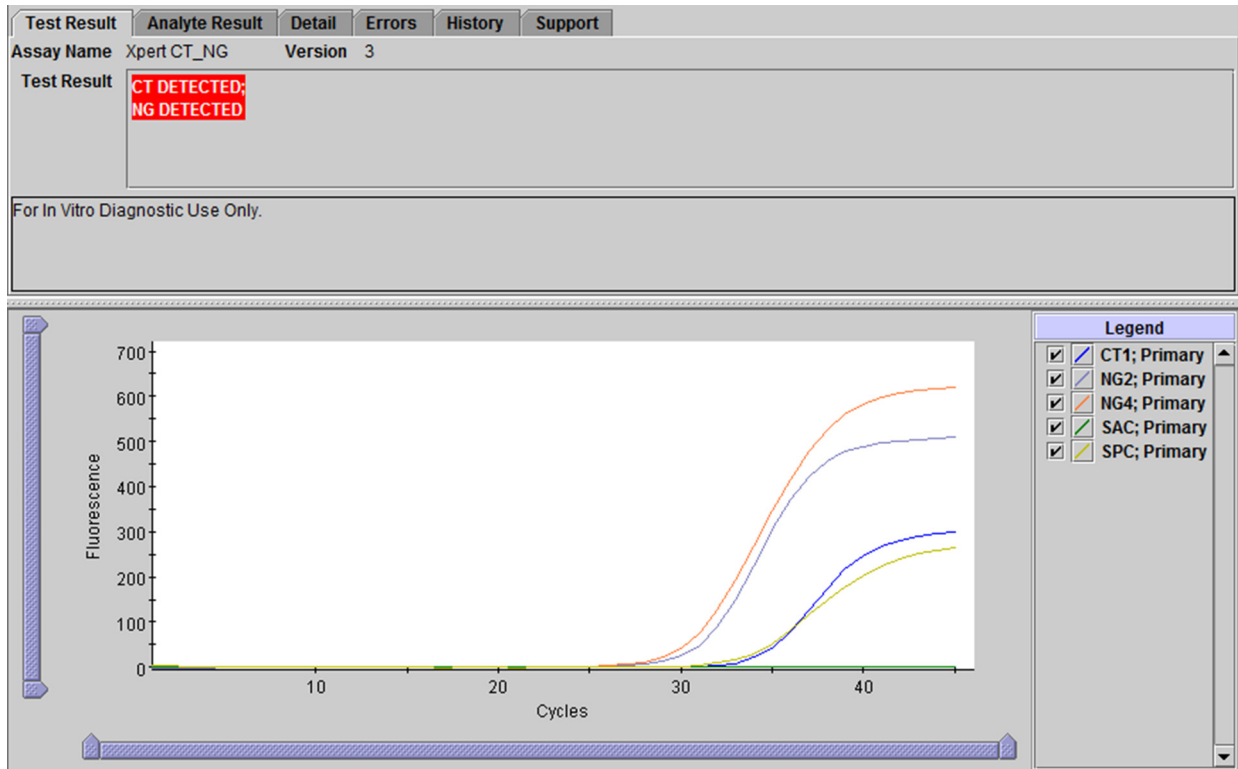 Test Result Analyte Result Detail Errors History Support
Assay Name Xpert CT_NG Version 3
Test Result CT DETECTED;
NG DETECTED
For In Vitro Diagnostic Use Only.
Legend
CT1; Primary
NG2; Primary
NG4; Primary
SAC; Primary
SPC; Primary
700
600
500
400
300
200
100
0
Fluorescence
10 20 30 40
Cycles